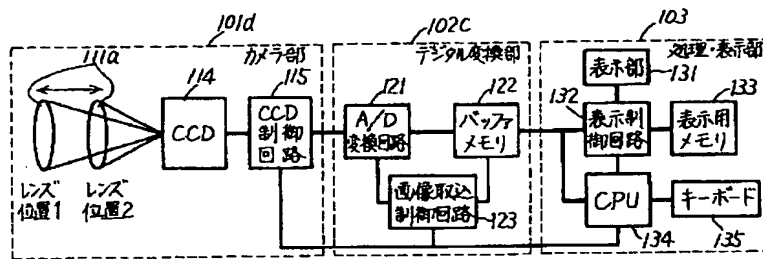 101d
102C
103
カメラ部
デジタル変換部
処理・表示部
111a
114
115
121
122
131
132
133
CCD
CCD
制御
回路
A/D
変換回路
バッファ
メモリ
表示部
表示制
御回路
表示用
メモリ
レンズ
位置1
レンズ
位置2
画像取込
制御回路
123
CPU
134
キーボード
135